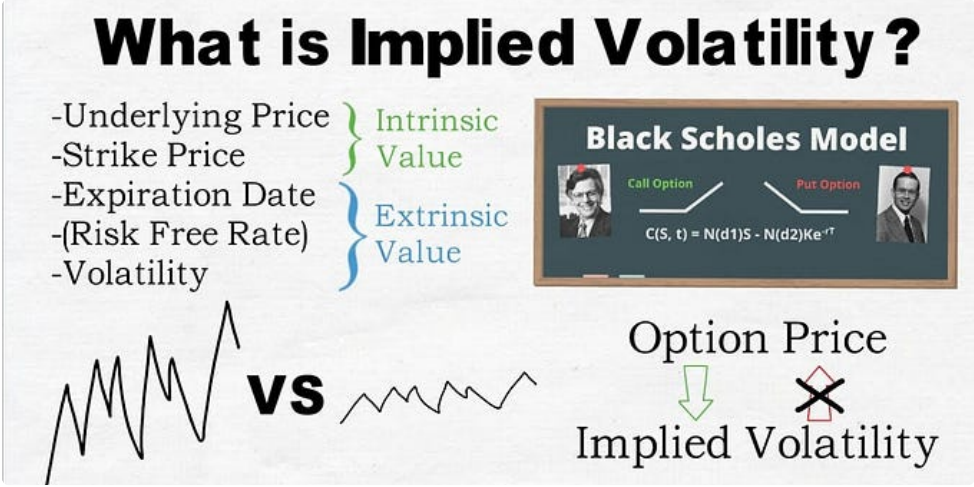 What is Implied Volatility?
-Underlying Price
-Strike Price
Intrinsic
Value
-Expiration Date
-(Risk Free Rate)
-Volatility
Extrinsic
Value
Black Scholes Model
Call Option
Put Option
C(S, t) = N(d1)S - N(d2)Ke⁻ʳᵀ
VS
Option Price
Implied Volatility